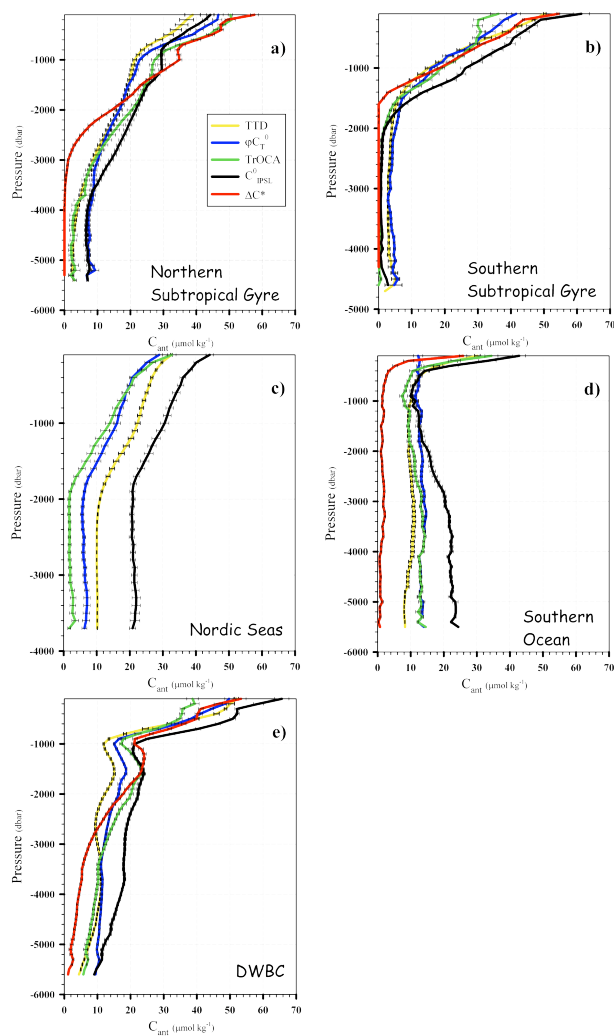 a)
Pressure (dbar)
0
-1000
-2000
-3000
-4000
-5000
-6000
TTD
φC_T^0
TrOCA
C^0_IPSL
ΔC*
Northern
Subtropical Gyre
0 10 20 30 40 50 60 70
C_ant (μmol kg⁻¹)
b)
Pressure (dbar)
0
-1000
-2000
-3000
-4000
-5000
Southern
Subtropical Gyre
0 10 20 30 40 50 60 70
C_ant (μmol kg⁻¹)
c)
Pressure (dbar)
0
-1000
-2000
-3000
-4000
Nordic Seas
0 10 20 30 40 50 60 70
C_ant (μmol kg⁻¹)
d)
Pressure (dbar)
0
-1000
-2000
-3000
-4000
-5000
-6000
Southern
Ocean
0 10 20 30 40 50 60 70
C_ant (μmol kg⁻¹)
e)
Pressure (dbar)
0
-1000
-2000
-3000
-4000
-5000
-6000
DWBC
0 10 20 30 40 50 60 70
C_ant (μmol kg⁻¹)